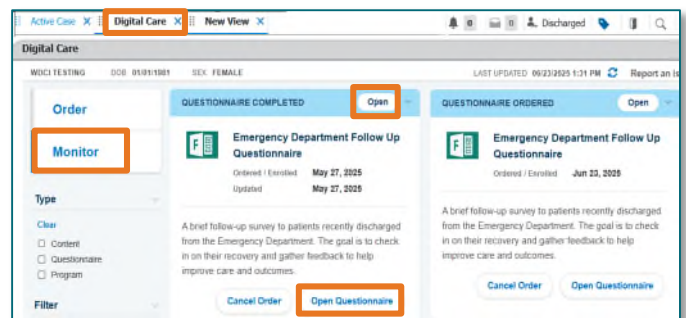 Active Case X Digital Care X New View X 0 0 Discharged
Digital Care
WDCI TESTING DOB 01/01/1981 SEX FEMALE LAST UPDATED 06/23/2025 1:31 PM Report an Is
Order
Monitor
Type
Clear
Content
Questionnaire
Program
Filter
QUESTIONNAIRE COMPLETED Open
Emergency Department Follow Up
Questionnaire
Ordered / Enrolled May 27, 2025
Updated May 27, 2025
A brief follow-up survey to patients recently discharged
from the Emergency Department. The goal is to check
in on their recovery and gather feedback to help
improve care and outcomes.
Cancel Order Open Questionnaire
QUESTIONNAIRE ORDERED Open
Emergency Department Follow Up
Questionnaire
Ordered / Enrolled Jun 23, 2025
A brief follow-up survey to patients recently discharged
from the Emergency Department. The goal is to check
in on their recovery and gather feedback to help
improve care and outcomes.
Cancel Order Open Questionnaire